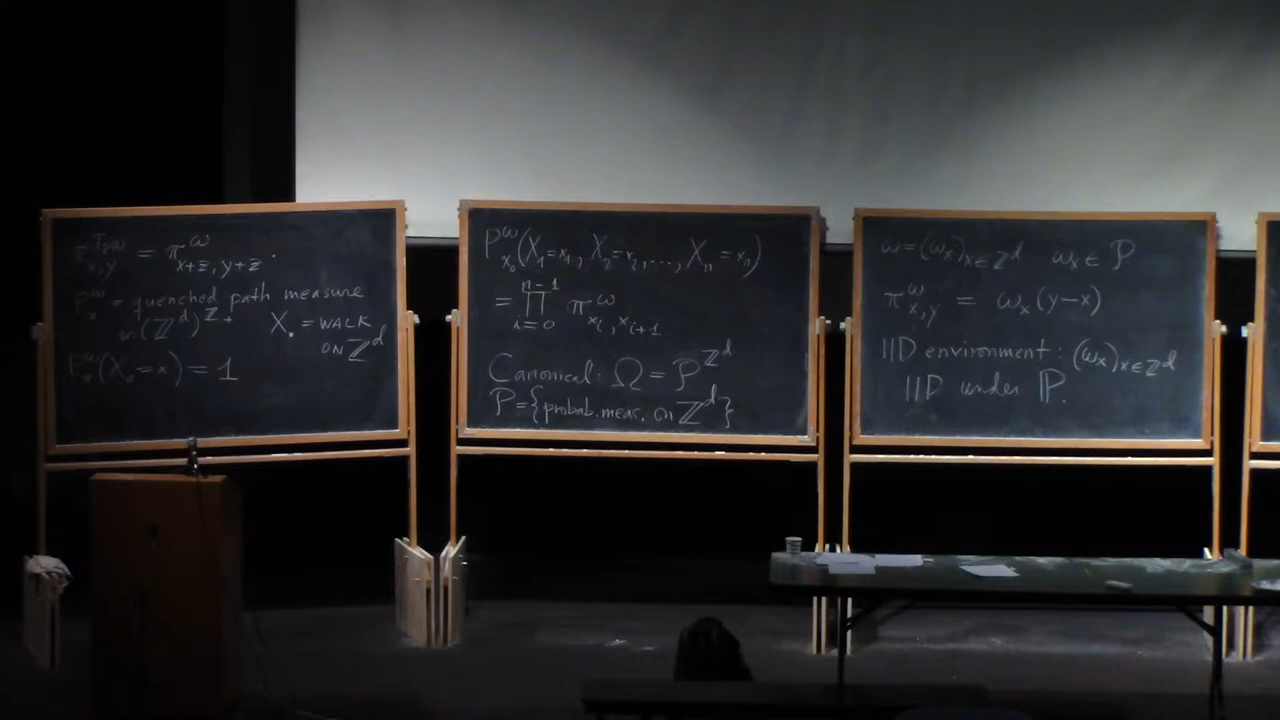 π^{T_z ω}_{x,y} = π^ω_{x+z, y+z} .
P^ω_x = quenched path measure
on (ℤ^d)^{ℤ_+} X. = WALK
ON ℤ^d
P^ω_x(X_0 = x) = 1
P^ω_{x_0}(X_1 = x_1, X_2 = x_2, ..., X_n = x_n)
= ∏_{i=0}^{n-1} π^ω_{x_i, x_{i+1}}
Canonical: Ω = 𝒫^{ℤ^d}
𝒫 = {probab. meas. on ℤ^d}
ω = (ω_x)_{x∈ℤ^d} ω_x ∈ 𝒫
π^ω_{x,y} = ω_x(y-x)
IID environment: (ω_x)_{x∈ℤ^d}
IID under ℙ.